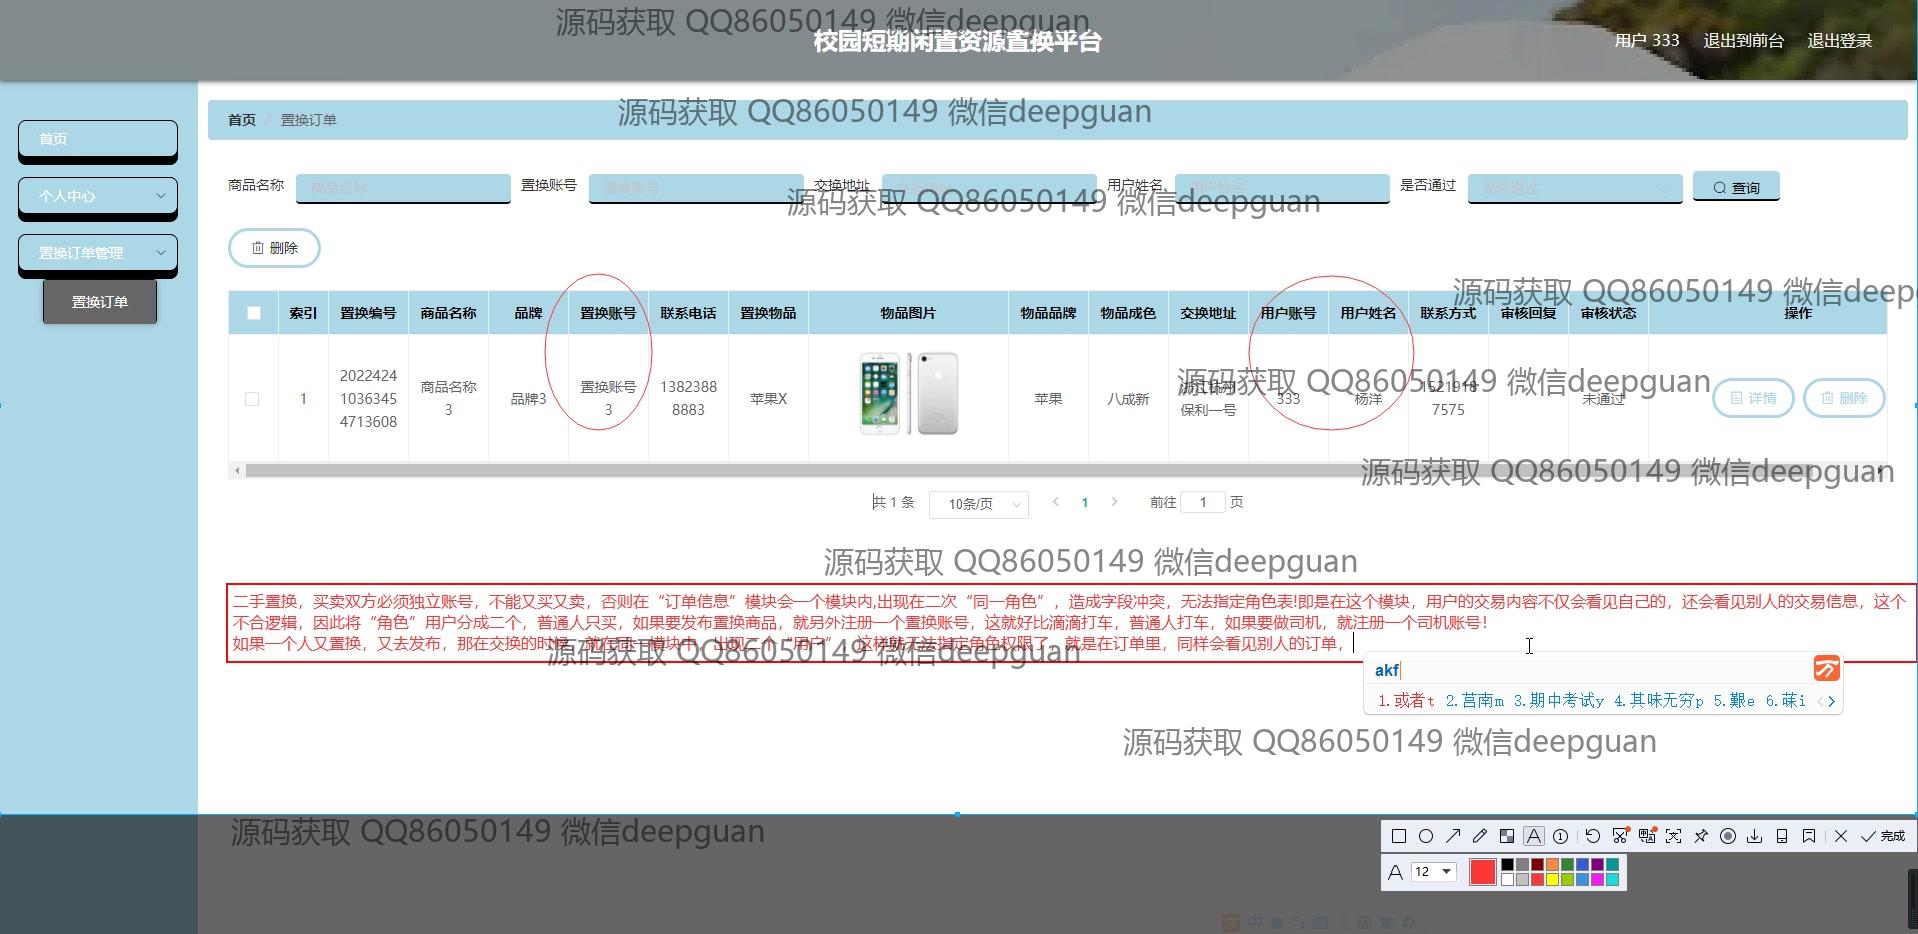 源码获取 QQ86050149 微信deepguan
校园短期闲置资源置换平台
用户 333 退出到前台 退出登录
首页 / 置换订单
源码获取 QQ86050149 微信deepguan
首页
个人中心
置换订单管理
置换订单
商品名称 商品名称 置换账号 置换账号 交换地址 用户姓名 用户姓名 是否通过 是否通过 查询
源码获取 QQ86050149 微信deepguan
删除
源码获取 QQ86050149 微信deep
索引 置换编号 商品名称 品牌 置换账号 联系电话 置换物品 物品图片 物品品牌 物品成色 交换地址 用户账号 用户姓名 联系方式 审核回复 审核状态 操作
1 2022424 1036345 4713608 商品名称 3 品牌3 置换账号 3 1382388 8883 苹果X 苹果 八成新 浙江杭州 保利一号 333 杨洋 1521918 7575 未通过 详情 删除
源码获取 QQ86050149 微信deepguan
源码获取 QQ86050149 微信deepguan
共 1 条 10条/页 1 前往 1 页
源码获取 QQ86050149 微信deepguan
二手置换，买卖双方必须独立账号，不能又买又卖，否则在“订单信息”模块会一个模块内,出现在二次“同一角色”，造成字段冲突，无法指定角色表!即是在这个模块，用户的交易内容不仅会看见自己的，还会看见别人的交易信息，这个
不合逻辑，因此将“角色”用户分成二个，普通人只买，如果要发布置换商品，就另外注册一个置换账号，这就好比滴滴打车，普通人打车，如果要做司机，就注册一个司机账号！
如果一个人又置换，又去发布，那在交换的时候，就在同一模块中，出现二个“用户”，这样就无法指定角色权限了，就是在订单里，同样会看见别人的订单，
源码获取 QQ86050149 微信deepguan
akf
1.或者t 2.莒南m 3.期中考试y 4.其味无穷p 5.艱e
源码获取 QQ86050149 微信deepguan
源码获取 QQ86050149 微信deepguan
完成
A 12